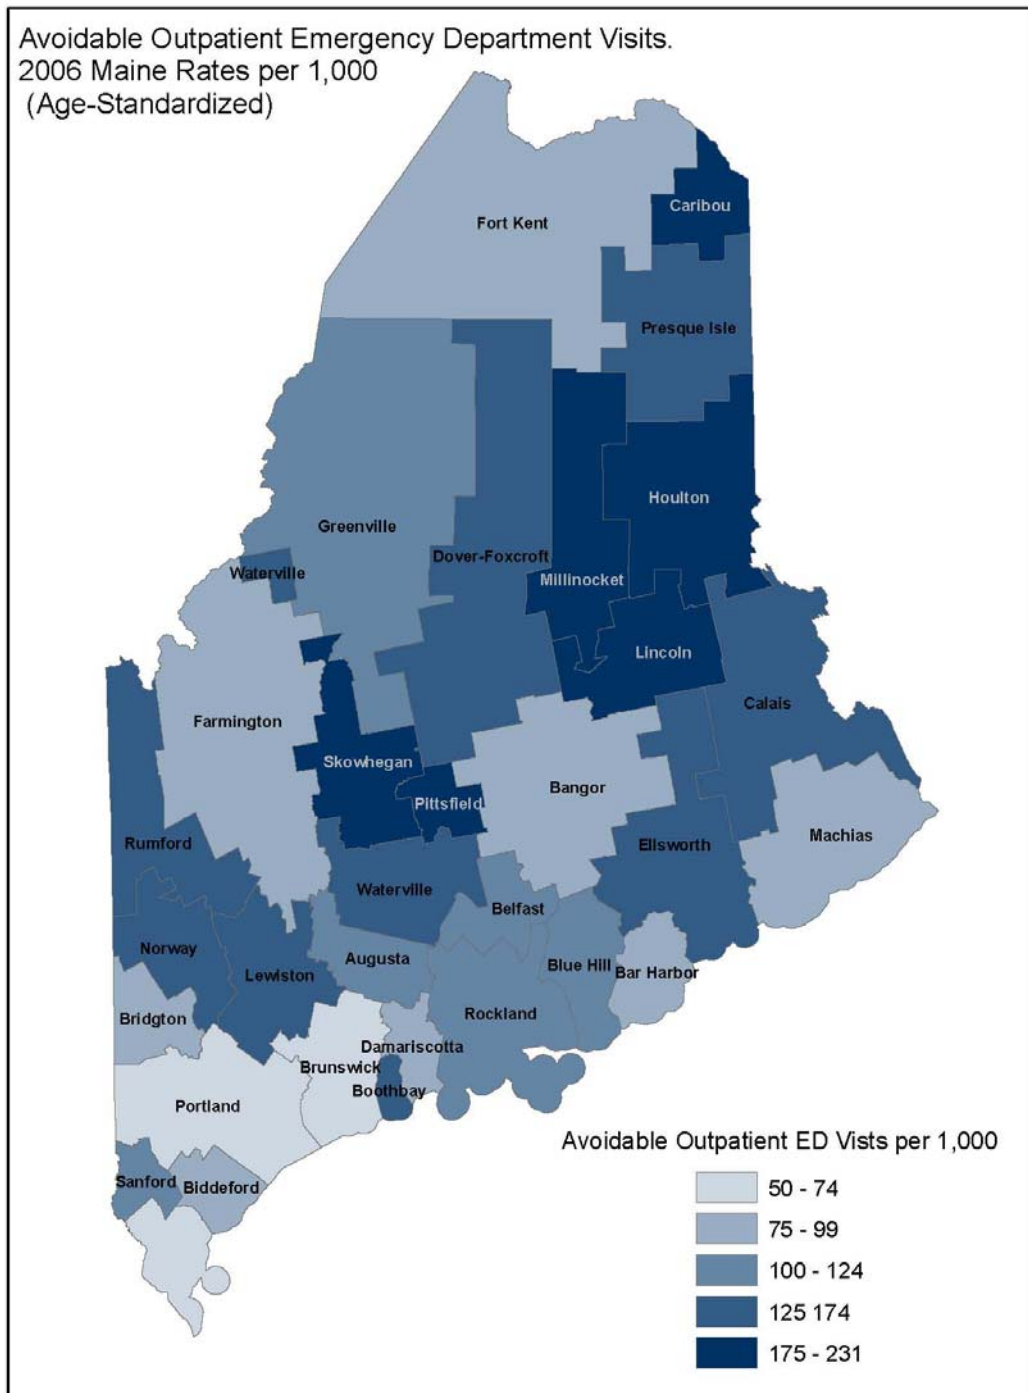 Avoidable Outpatient Emergency Department Visits.
2006 Maine Rates per 1,000
(Age-Standardized)
Caribou
Fort Kent
Presque Isle
Houlton
Greenville
Dover-Foxcroft
Waterville
Millinocket
Lincoln
Calais
Farmington
Skowhegan
Pittsfield
Bangor
Machias
Rumford
Ellsworth
Waterville
Belfast
Norway
Augusta
Lewiston
Blue Hill
Bar Harbor
Rockland
Bridgton
Damariscotta
Brunswick
Boothbay
Portland
Sanford
Biddeford
Avoidable Outpatient ED Vists per 1,000
50 - 74
75 - 99
100 - 124
125 174
175 - 231